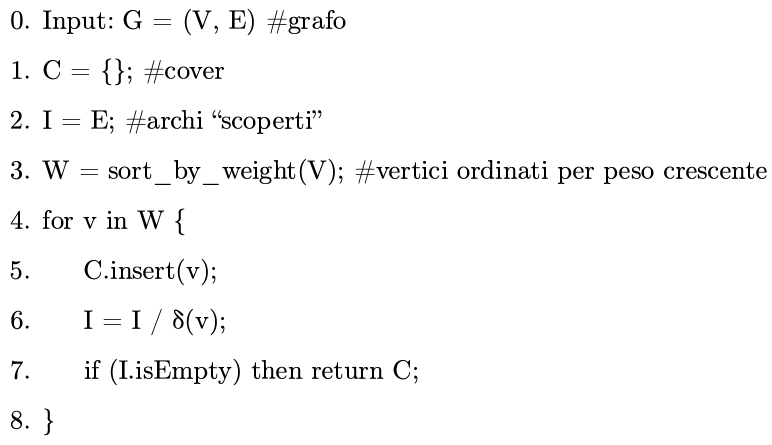 0. Input: G = (V, E) #grafo
1. C = {}; #cover
2. I = E; #archi “scoperti”
3. W = sort_by_weight(V); #vertici ordinati per peso crescente
4. for v in W {
5. C.insert(v);
6. I = I / δ(v);
7. if (I.isEmpty) then return C;
8. }